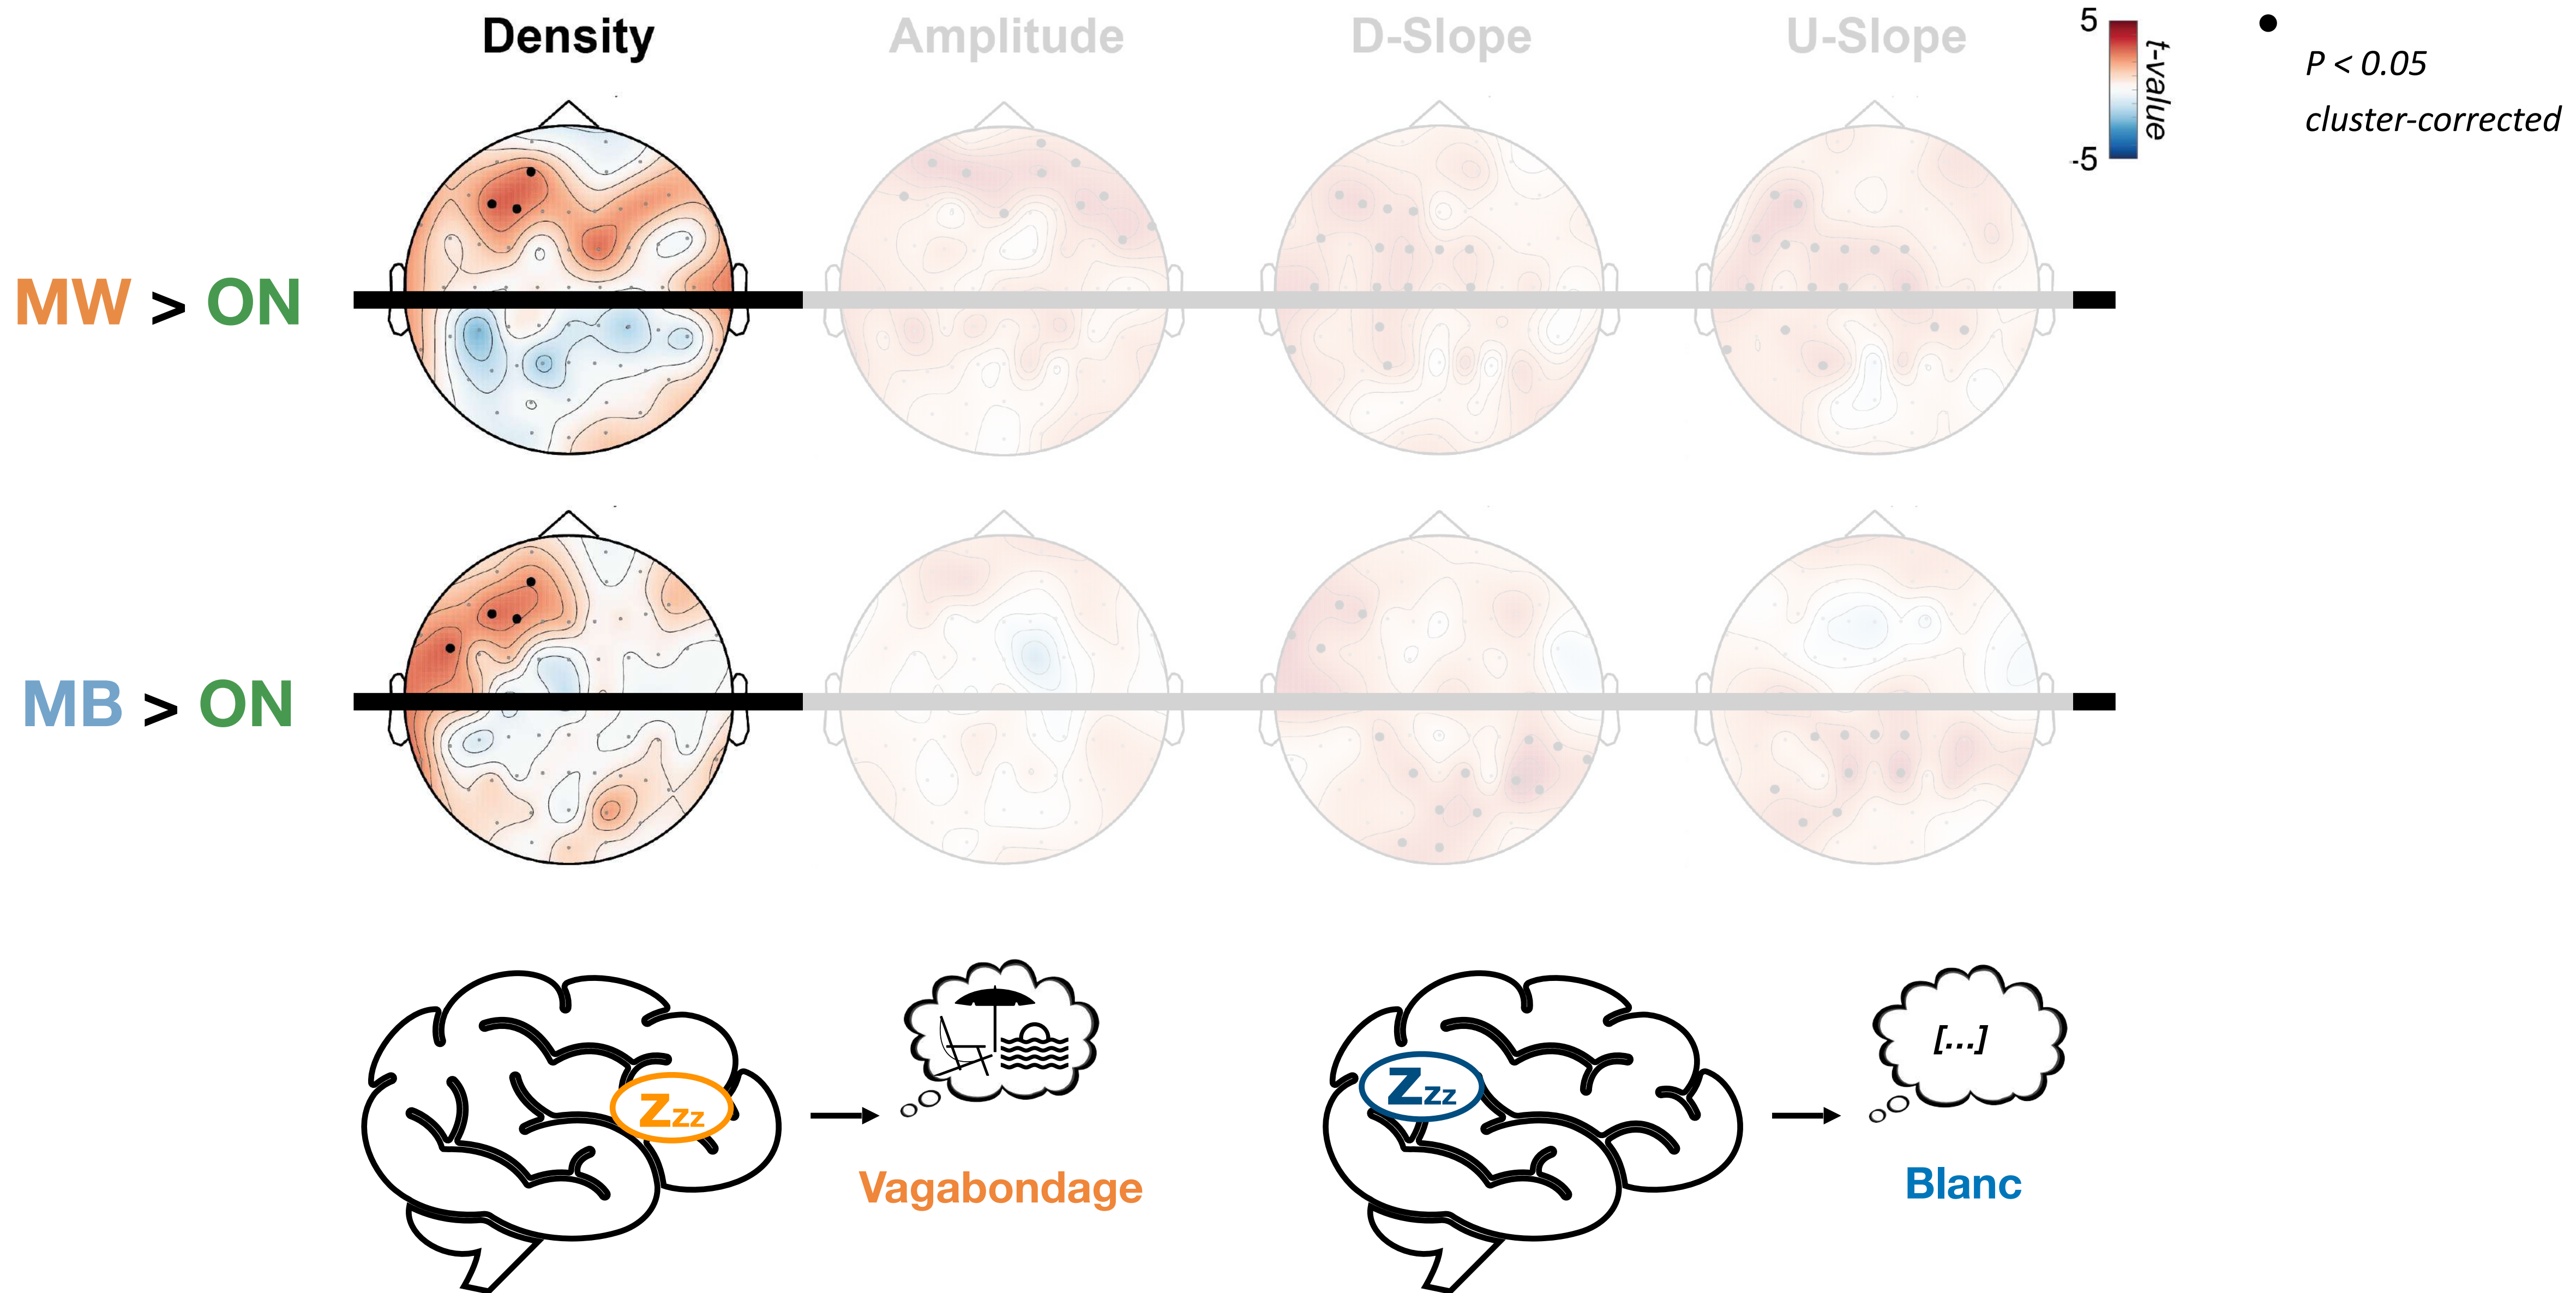 Density Amplitude D-Slope U-Slope
5
-5
t-value
P < 0.05
cluster-corrected
MW > ON
MB > ON
Zzz
Vagabondage
Zzz
[...]
Blanc